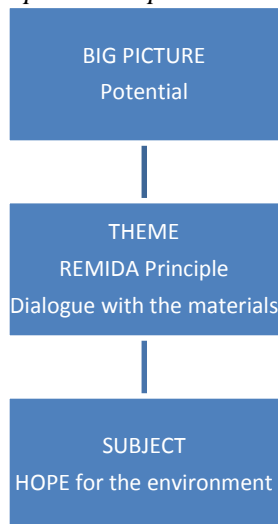 BIG PICTURE
Potential
THEME
REMIDA Principle
Dialogue with the materials
SUBJECT
HOPE for the environment